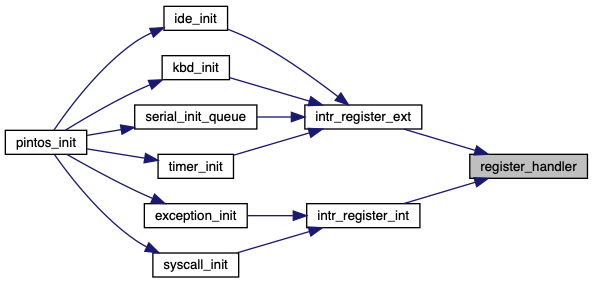 ide_init
kbd_init
serial_init_queue
intr_register_ext
pintos_init
timer_init
register_handler
exception_init
intr_register_int
syscall_init